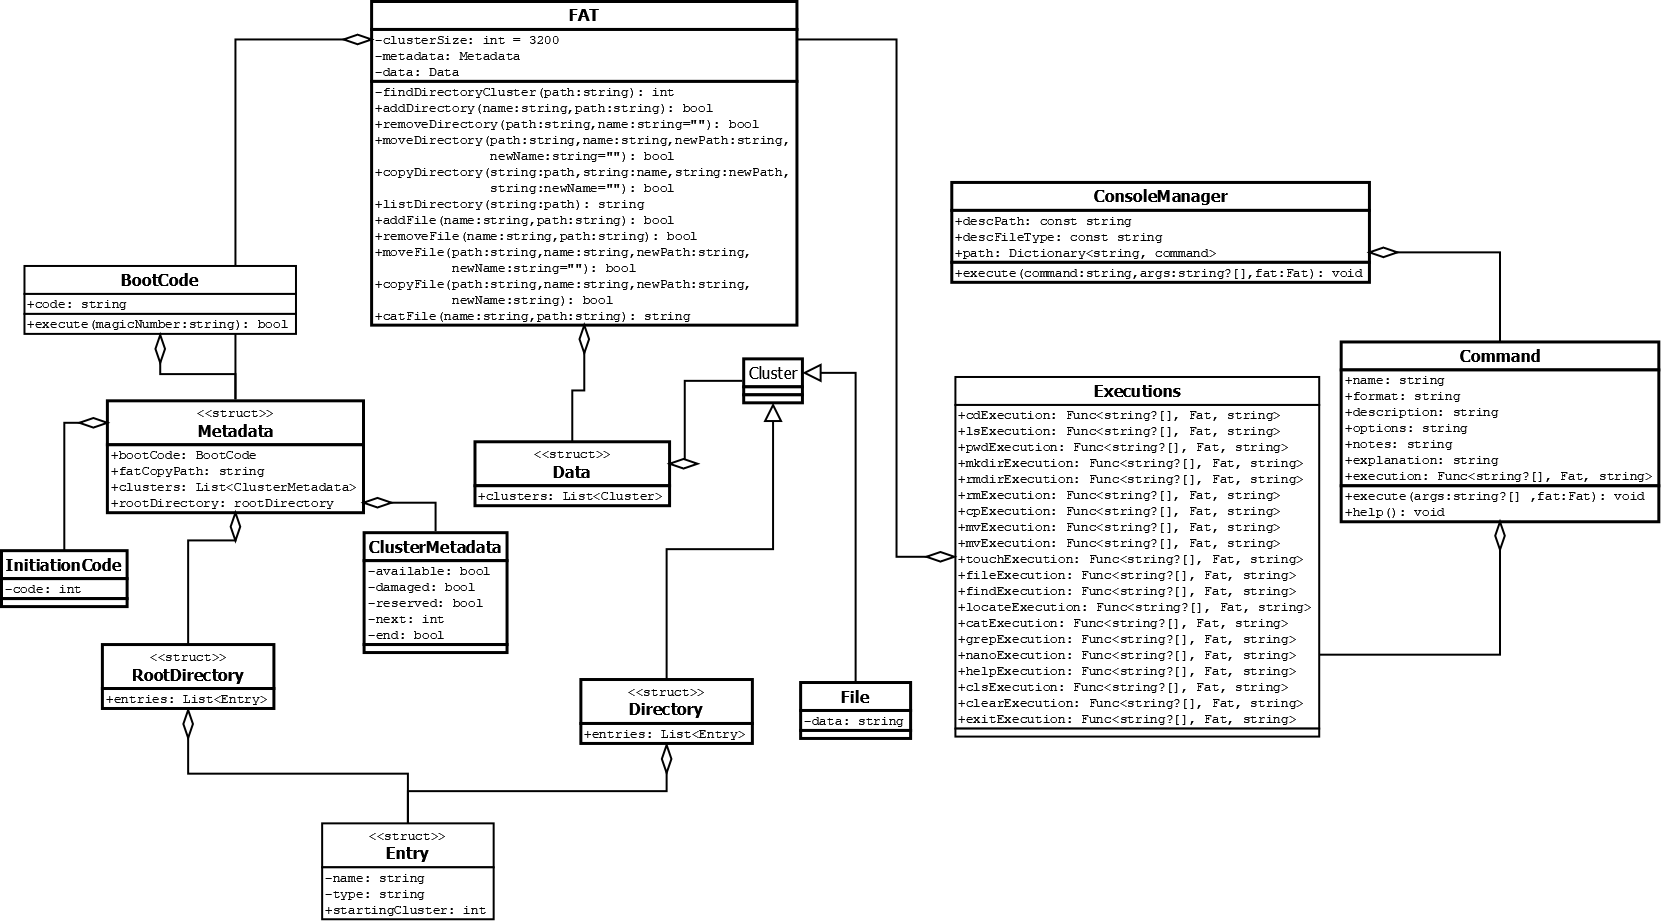 FAT
-clusterSize: int = 3200
-metadata: Metadata
-data: Data
-findDirectoryCluster(path:string): int
+addDirectory(name:string,path:string): bool
+removeDirectory(path:string,name:string=""): bool
+moveDirectory(path:string,name:string,newPath:string,
newName:string=""): bool
+copyDirectory(string:path,string:name,string:newPath,
string:newName=""): bool
+listDirectory(string:path): string
+addFile(name:string,path:string): bool
+removeFile(name:string,path:string): bool
+moveFile(path:string,name:string,newPath:string,
newName:string=""): bool
+copyFile(path:string,name:string,newPath:string,
newName:string): bool
+catFile(name:string,path:string): string
ConsoleManager
+descPath: const string
+descFileType: const string
+path: Dictionary<string, command>
+execute(command:string,args:string?[],fat:Fat): void
BootCode
+code: string
+execute(magicNumber:string): bool
Command
+name: string
+format: string
+description: string
+options: string
+notes: string
+explanation: string
+execution: Func<string?[], Fat, string>
+execute(args:string?[] ,fat:Fat): void
+help(): void
Cluster
Executions
+cdExecution: Func<string?[], Fat, string>
+lsExecution: Func<string?[], Fat, string>
+pwdExecution: Func<string?[], Fat, string>
+mkdirExecution: Func<string?[], Fat, string>
+rmdirExecution: Func<string?[], Fat, string>
+rmExecution: Func<string?[], Fat, string>
+cpExecution: Func<string?[], Fat, string>
+mvExecution: Func<string?[], Fat, string>
+mvExecution: Func<string?[], Fat, string>
+touchExecution: Func<string?[], Fat, string>
+fileExecution: Func<string?[], Fat, string>
+findExecution: Func<string?[], Fat, string>
+locateExecution: Func<string?[], Fat, string>
+catExecution: Func<string?[], Fat, string>
+grepExecution: Func<string?[], Fat, string>
+nanoExecution: Func<string?[], Fat, string>
+helpExecution: Func<string?[], Fat, string>
+clsExecution: Func<string?[], Fat, string>
+clearExecution: Func<string?[], Fat, string>
+exitExecution: Func<string?[], Fat, string>
<<struct>>
Metadata
+bootCode: BootCode
+fatCopyPath: string
+clusters: List<ClusterMetadata>
+rootDirectory: rootDirectory
<<struct>>
Data
+clusters: List<Cluster>
InitiationCode
-code: int
ClusterMetadata
-available: bool
-damaged: bool
-reserved: bool
-next: int
-end: bool
<<struct>>
RootDirectory
+entries: List<Entry>
<<struct>>
Directory
+entries: List<Entry>
File
-data: string
<<struct>>
Entry
-name: string
-type: string
+startingCluster: int